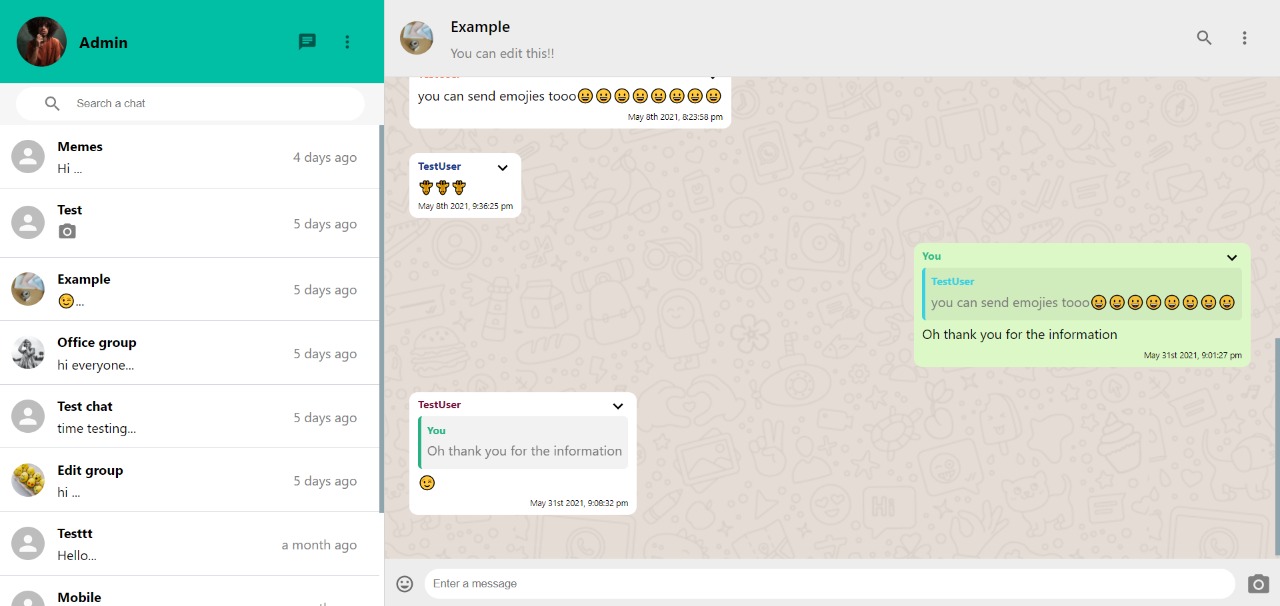 Admin
Search a chat
Memes
4 days ago
Hi ...
Test
5 days ago
Example
5 days ago
😉...
Office group
5 days ago
hi everyone...
Test chat
5 days ago
time testing...
Edit group
5 days ago
hi ...
Testtt
a month ago
Hello...
Mobile
Example
You can edit this!!
you can send emojies tooo😀😀😀😀😀😀😀😀
May 8th 2021, 8:23:58 pm
TestUser
May 8th 2021, 9:36:25 pm
You
TestUser
you can send emojies tooo😀😀😀😀😀😀😀😀
Oh thank you for the information
May 31st 2021, 9:01:27 pm
TestUser
You
Oh thank you for the information
😉
May 31st 2021, 9:08:32 pm
Enter a message